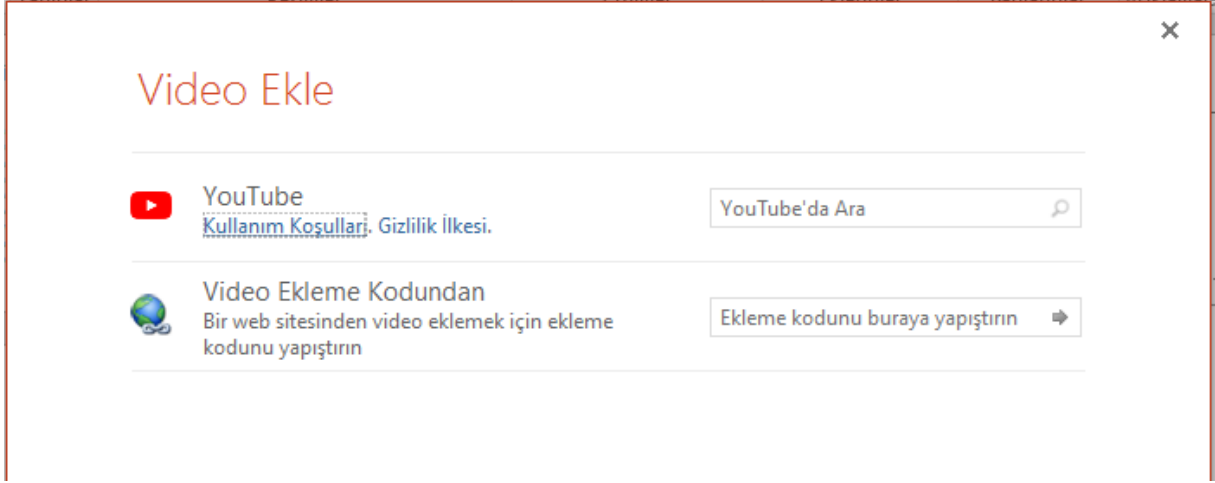 Video Ekle
YouTube
Kullanım Koşulları. Gizlilik İlkesi.
YouTube'da Ara
Video Ekleme Kodundan
Bir web sitesinden video eklemek için ekleme
kodunu yapıştırın
Ekleme kodunu buraya yapıştırın